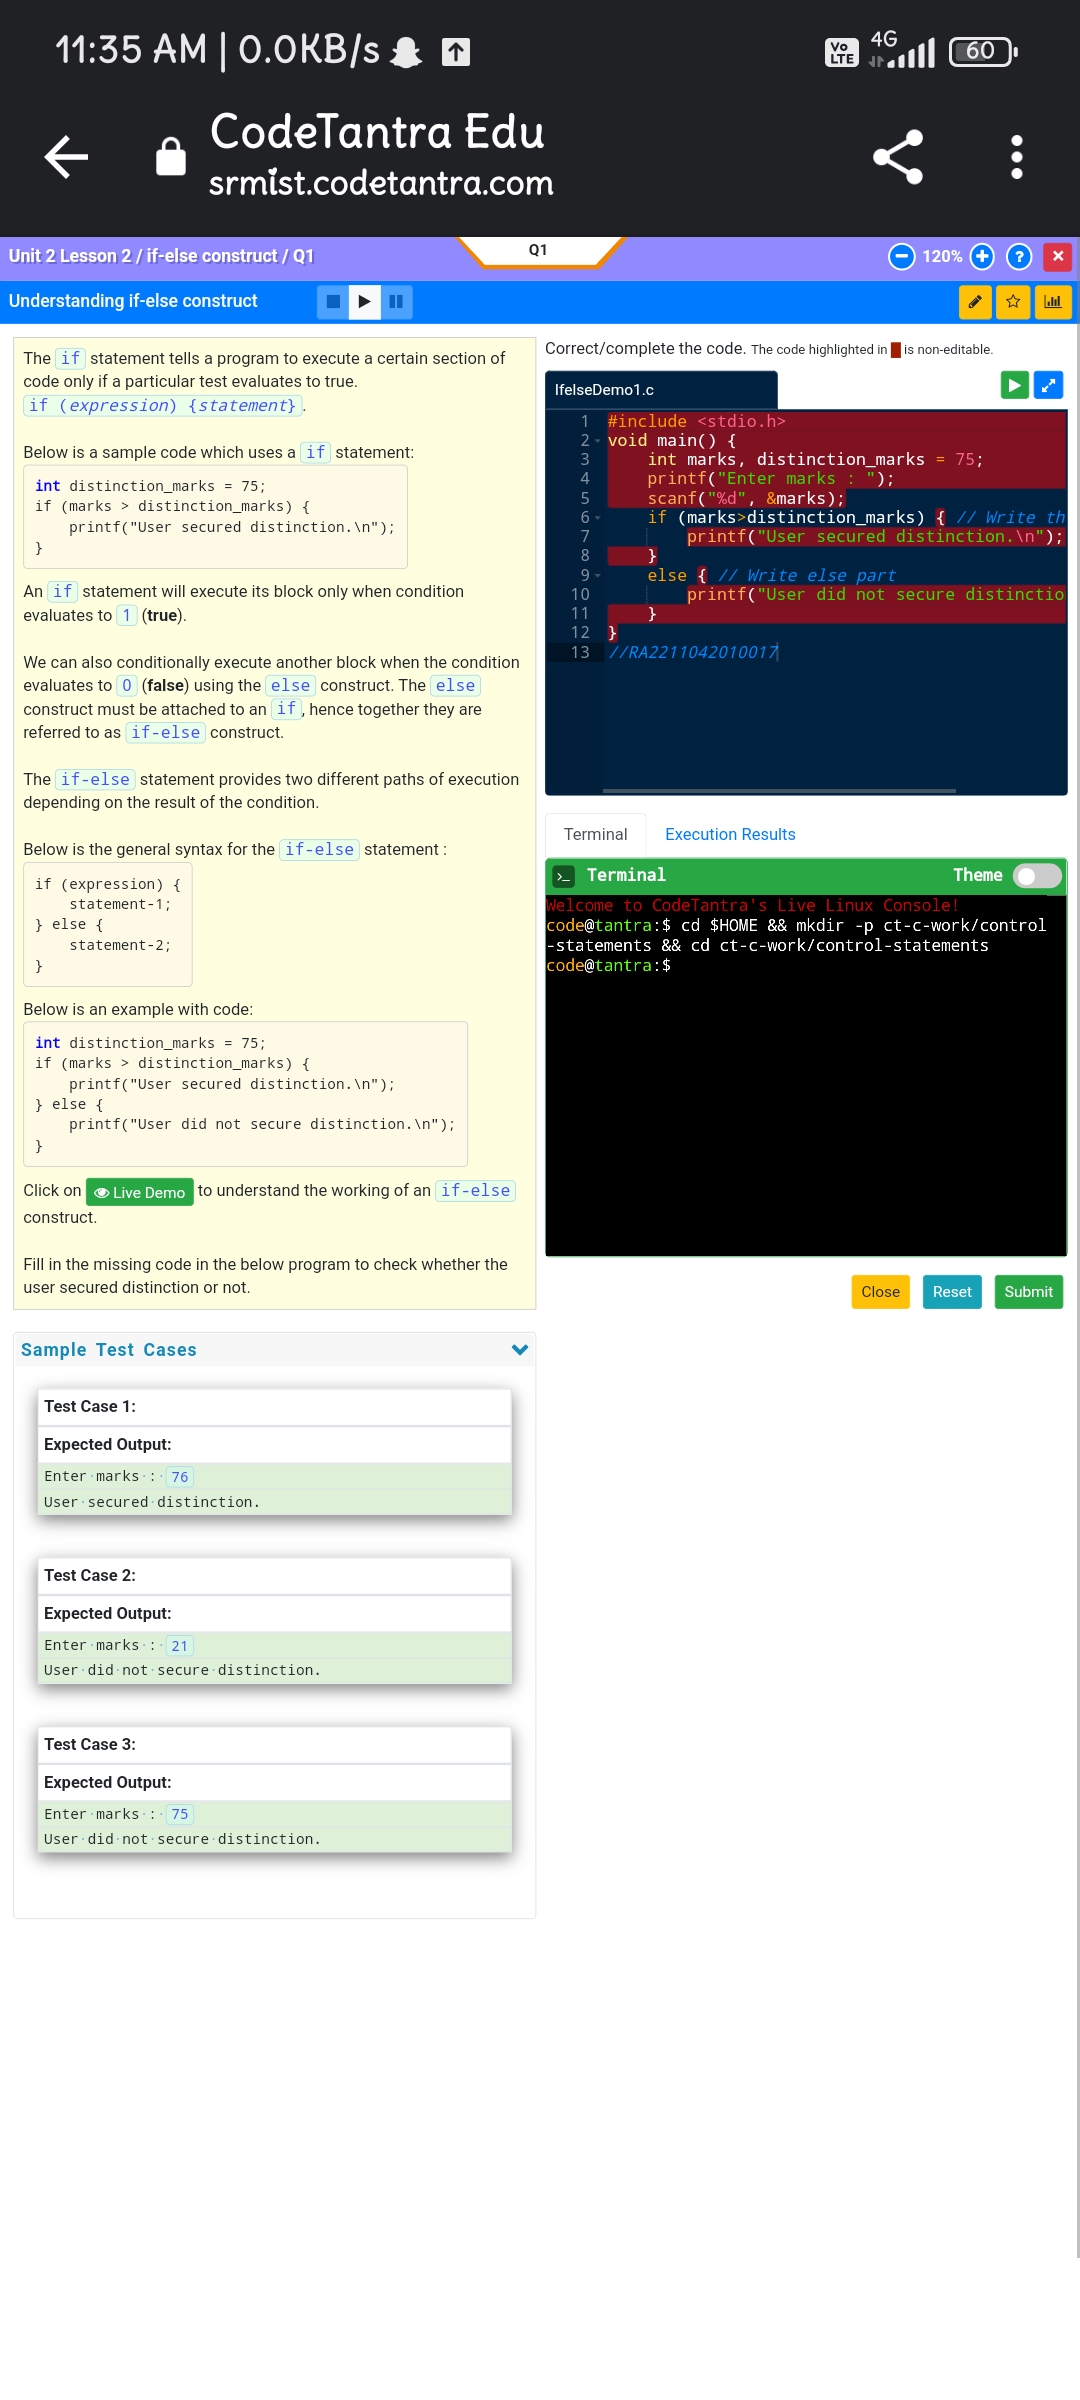 11:35 AM | 0.0KB/s
Vo LTE 4G 60
CodeTantra Edu
srmist.codetantra.com
Unit 2 Lesson 2 / if-else construct / Q1
Q1
120%
?
Understanding if-else construct
The if statement tells a program to execute a certain section of
code only if a particular test evaluates to true.
if (expression) {statement}.
Below is a sample code which uses a if statement:
int distinction_marks = 75;
if (marks > distinction_marks) {
printf("User secured distinction.\n");
}
An if statement will execute its block only when condition
evaluates to 1 (true).
We can also conditionally execute another block when the condition
evaluates to 0 (false) using the else construct. The else
construct must be attached to an if, hence together they are
referred to as if-else construct.
The if-else statement provides two different paths of execution
depending on the result of the condition.
Below is the general syntax for the if-else statement :
if (expression) {
statement-1;
} else {
statement-2;
}
Below is an example with code:
int distinction_marks = 75;
if (marks > distinction_marks) {
printf("User secured distinction.\n");
} else {
printf("User did not secure distinction.\n");
}
Click on Live Demo to understand the working of an if-else
construct.
Fill in the missing code in the below program to check whether the
user secured distinction or not.
Sample Test Cases
Test Case 1:
Expected Output:
Enter·marks·:·76
User·secured·distinction.
Test Case 2:
Expected Output:
Enter·marks·:·21
User·did·not·secure·distinction.
Test Case 3:
Expected Output:
Enter·marks·:·75
User·did·not·secure·distinction.
Correct/complete the code. The code highlighted in is non-editable.
IfelseDemo1.c
1 #include <stdio.h>
2 void main() {
3 int marks, distinction_marks = 75;
4 printf("Enter marks : ");
5 scanf("%d", &marks);
6 if (marks>distinction_marks) { // Write th
7 printf("User secured distinction.\n");
8 }
9 else { // Write else part
10 printf("User did not secure distinctio
11 }
12 }
13 //RA2211042010017
Terminal
Execution Results
>_ Terminal
Theme
Welcome to CodeTantra's Live Linux Console!
code@tantra:$ cd $HOME && mkdir -p ct-c-work/control
-statements && cd ct-c-work/control-statements
code@tantra:$
Close
Reset
Submit